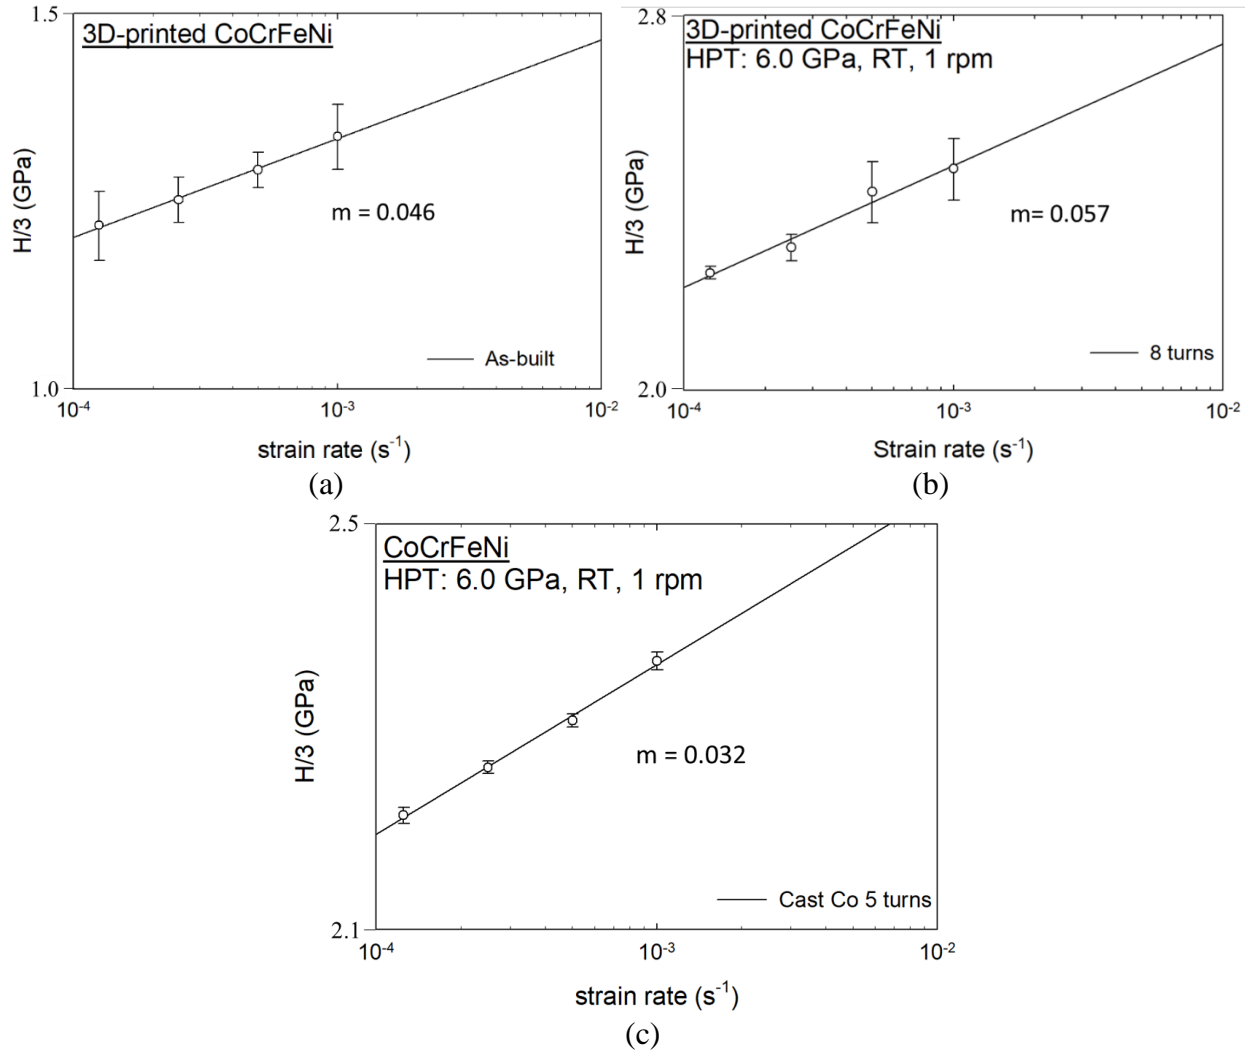 1.5
3D-printed CoCrFeNi
H/3 (GPa)
m = 0.046
As-built
1.0
10⁻⁴ 10⁻³ 10⁻²
strain rate (s⁻¹)
(a)
2.8
3D-printed CoCrFeNi
HPT: 6.0 GPa, RT, 1 rpm
H/3 (GPa)
m= 0.057
8 turns
2.0
10⁻⁴ 10⁻³ 10⁻²
Strain rate (s⁻¹)
(b)
2.5
CoCrFeNi
HPT: 6.0 GPa, RT, 1 rpm
H/3 (GPa)
m = 0.032
Cast Co 5 turns
2.1
10⁻⁴ 10⁻³ 10⁻²
strain rate (s⁻¹)
(c)